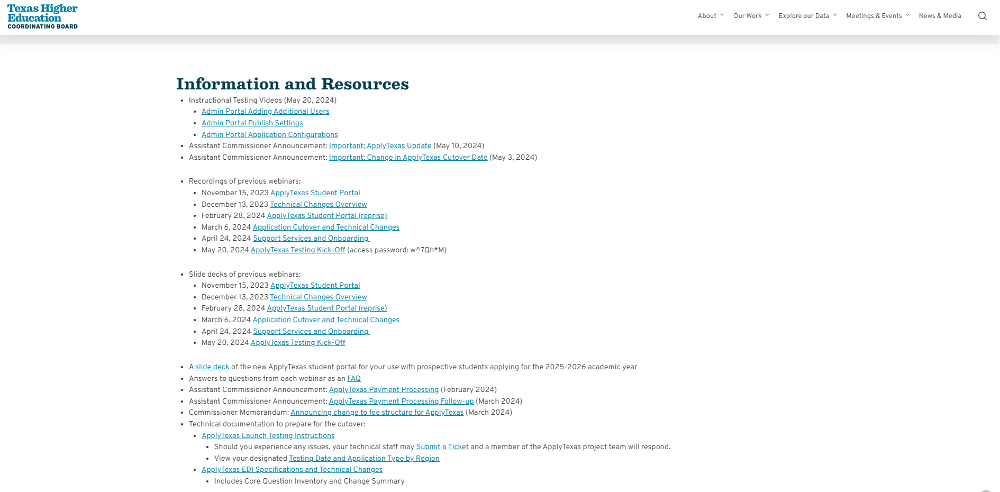 Texas Higher
Education
COORDINATING BOARD
About
Our Work
Explore our Data
Meetings & Events
News & Media
Information and Resources
Instructional Testing Videos (May 20, 2024)
Admin Portal Adding Additional Users
Admin Portal Publish Settings
Admin Portal Application Configurations
Assistant Commissioner Announcement: Important: ApplyTexas Update (May 10, 2024)
Assistant Commissioner Announcement: Important: Change in ApplyTexas Cutover Date (May 3, 2024)
Recordings of previous webinars:
November 15, 2023 ApplyTexas Student Portal
December 13, 2023 Technical Changes Overview
February 28, 2024 ApplyTexas Student Portal (reprise)
March 6, 2024 Application Cutover and Technical Changes
April 24, 2024 Support Services and Onboarding
May 20, 2024 ApplyTexas Testing Kick-Off (access password: w^7Qh*M)
Slide decks of previous webinars:
November 15, 2023 ApplyTexas Student Portal
December 13, 2023 Technical Changes Overview
February 28, 2024 ApplyTexas Student Portal (reprise)
March 6, 2024 Application Cutover and Technical Changes
April 24, 2024 Support Services and Onboarding
May 20, 2024 ApplyTexas Testing Kick-Off
A slide deck of the new ApplyTexas student portal for your use with prospective students applying for the 2025-2026 academic year
Answers to questions from each webinar as an FAQ
Assistant Commissioner Announcement: ApplyTexas Payment Processing (February 2024)
Assistant Commissioner Announcement: ApplyTexas Payment Processing Follow-up (March 2024)
Commissioner Memorandum: Announcing change to fee structure for ApplyTexas (March 2024)
Technical documentation to prepare for the cutover:
ApplyTexas Launch Testing Instructions
Should you experience any issues, your technical staff may Submit a Ticket and a member of the ApplyTexas project team will respond.
View your designated Testing Date and Application Type by Region
ApplyTexas EDI Specifications and Technical Changes
Includes Core Question Inventory and Change Summary